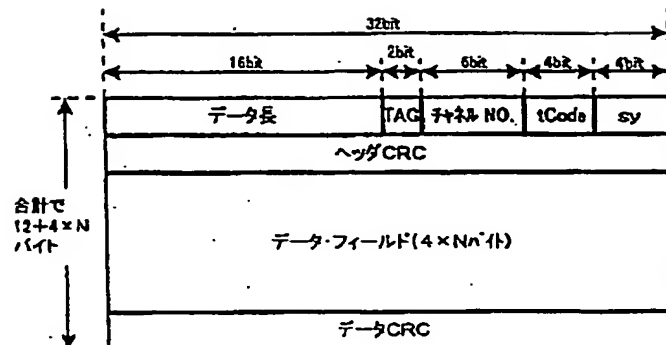 32bit
16bit 2bit 6bit 4bit 4bit
データ長 TAG チャネル NO. tCode sy
ヘッダCRC
合計で
12+4×N
バイト
データ・フィールド(4×Nバイト)
データCRC